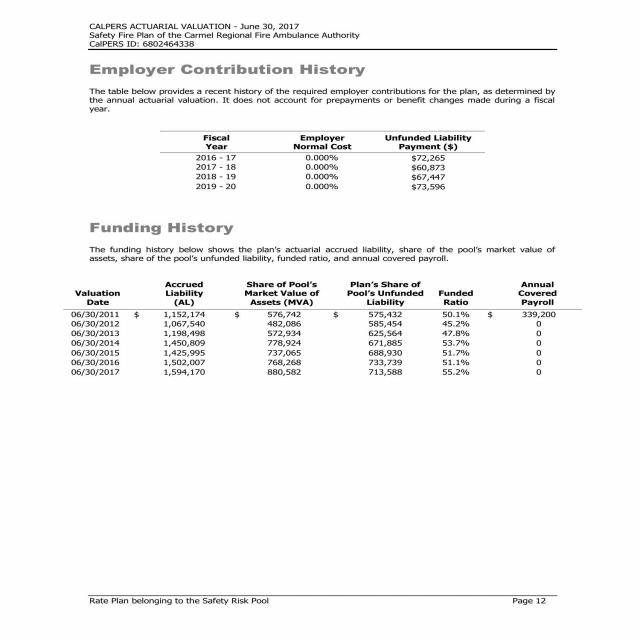 CALPERS ACTUARIAL VALUATION - June 30, 2017
Safety Fire Plan of the Carmel Regional Fire Ambulance Authority
CalPERS ID: 6802464338
Employer Contribution History
The table below provides a recent history of the required employer contributions for the plan, as determined by
the annual actuarial valuation. It does not account for prepayments or benefit changes made during a fiscal
year.
Fiscal Employer Unfunded Liability
Year Normal Cost Payment ($)
2016 - 17 0.000% $72,265
2017 - 18 0.000% $60,873
2018 - 19 0.000% $67,447
2019 - 20 0.000% $73,596
Funding History
The funding history below shows the plan's actuarial accrued liability, share of the pool's market value of
assets, share of the pool's unfunded liability, funded ratio, and annual covered payroll.
Accrued Share of Pool's Plan's Share of Annual
Valuation Liability Market Value of Pool's Unfunded Funded Covered
Date (AL) Assets (MVA) Liability Ratio Payroll
06/30/2011 $ 1,152,174 $ 576,742 $ 575,432 50.1% $ 339,200
06/30/2012 1,067,540 482,086 585,454 45.2% 0
06/30/2013 1,198,498 572,934 625,564 47.8% 0
06/30/2014 1,450,809 778,924 671,885 53.7% 0
06/30/2015 1,425,995 737,065 688,930 51.7% 0
06/30/2016 1,502,007 768,268 733,739 51.1% 0
06/30/2017 1,594,170 880,582 713,588 55.2% 0
Rate Plan belonging to the Safety Risk Pool Page 12